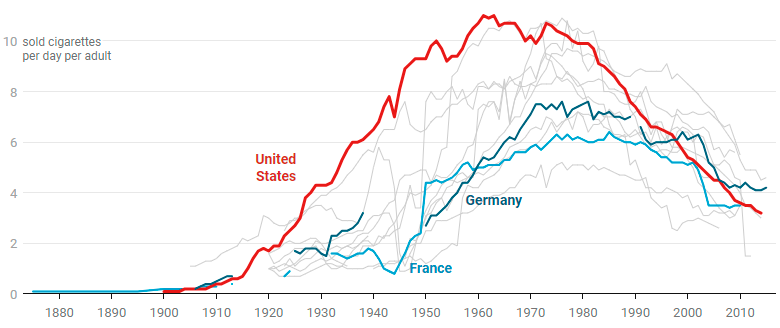 10 sold cigarettes
per day per adult
8
6
4
2
0
United
States
Germany
France
1880 1890 1900 1910 1920 1930 1940 1950 1960 1970 1980 1990 2000 2010